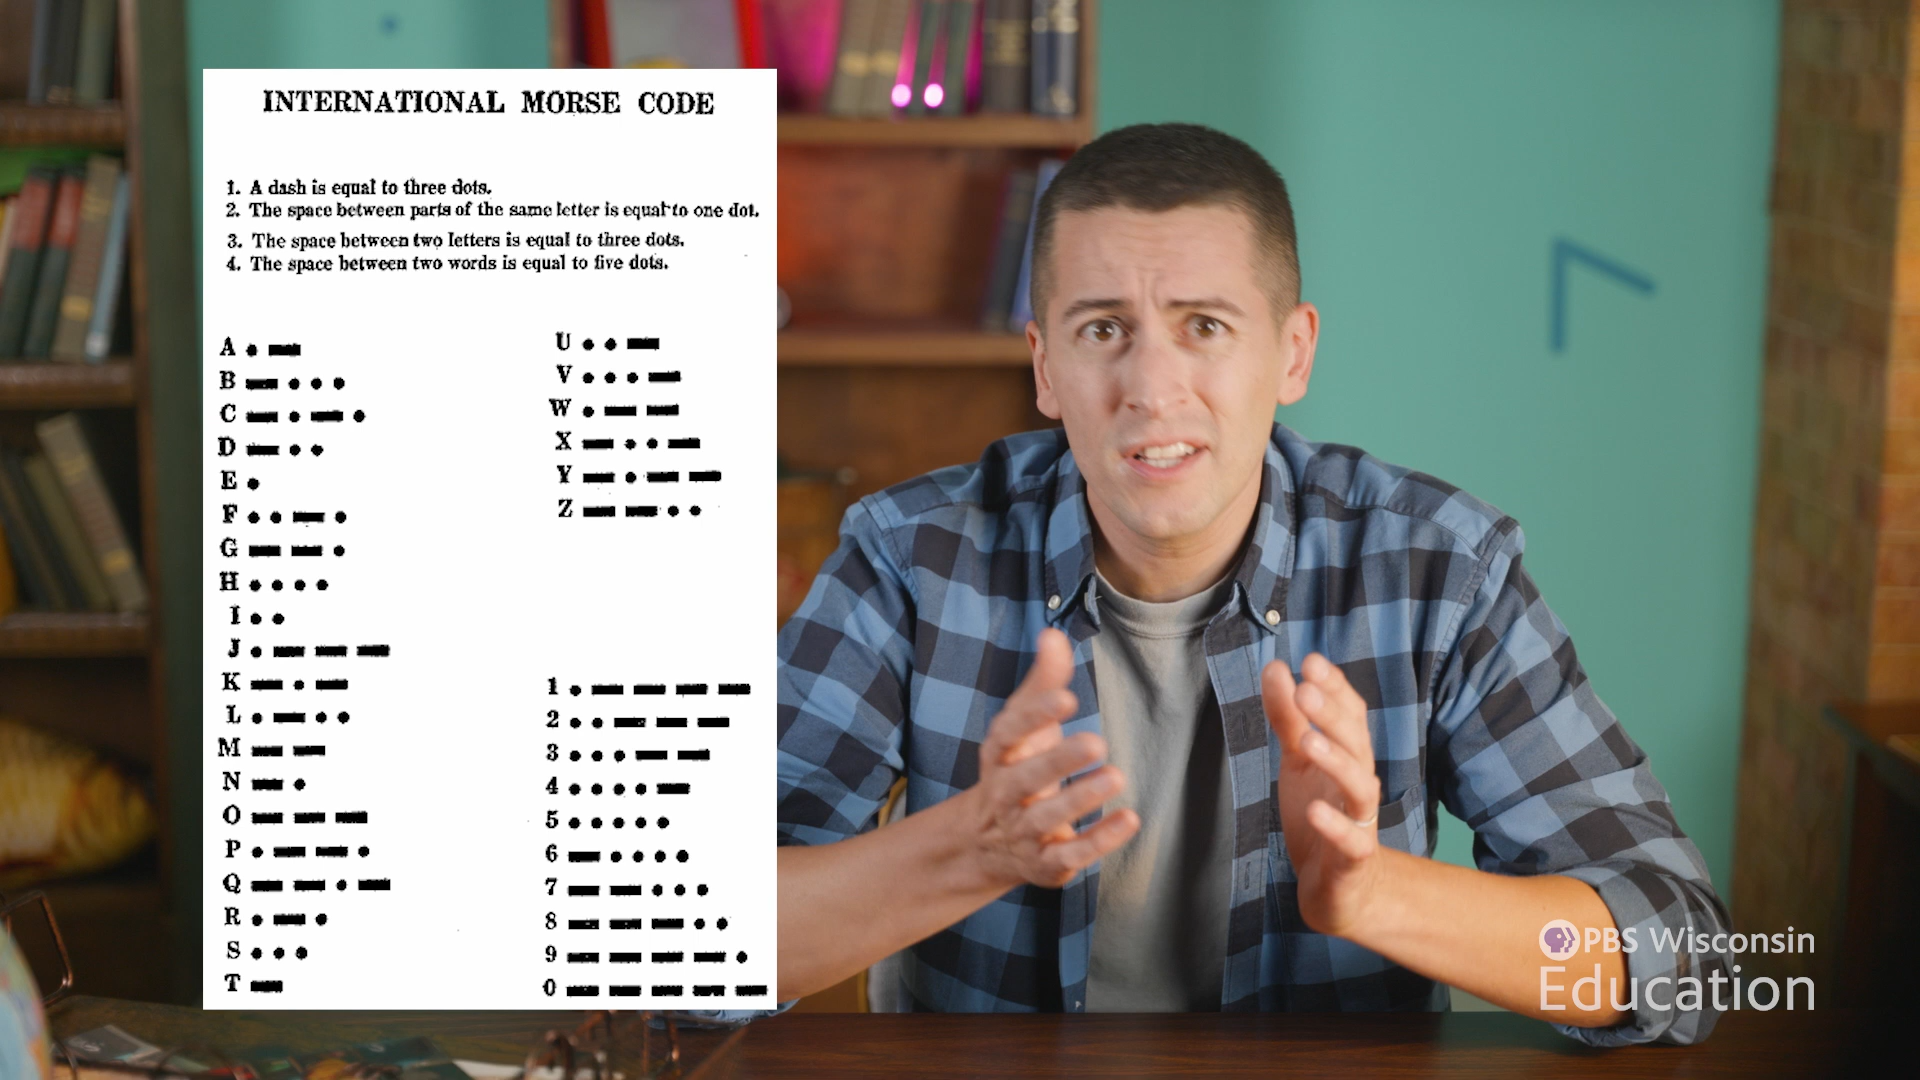 INTERNATIONAL MORSE CODE
1. A dash is equal to three dots.
2. The space between parts of the same letter is equal to one dot.
3. The space between two letters is equal to three dots.
4. The space between two words is equal to five dots.
A • —
B — • • •
C — • — •
D — • •
E •
F • • — •
G — — •
H • • • •
I • •
J • — — —
K — • —
L • — • •
M — —
N — •
O — — —
P • — — •
Q — — • —
R • — •
S • • •
T —
U • • —
V • • • —
W • — —
X — • • —
Y — • — —
Z — — • •
1 • — — — —
2 • • — — —
3 • • • — —
4 • • • • —
5 • • • • •
6 — • • • •
7 — — • • •
8 — — — • •
9 — — — — •
0 — — — — —
PBS Wisconsin
Education